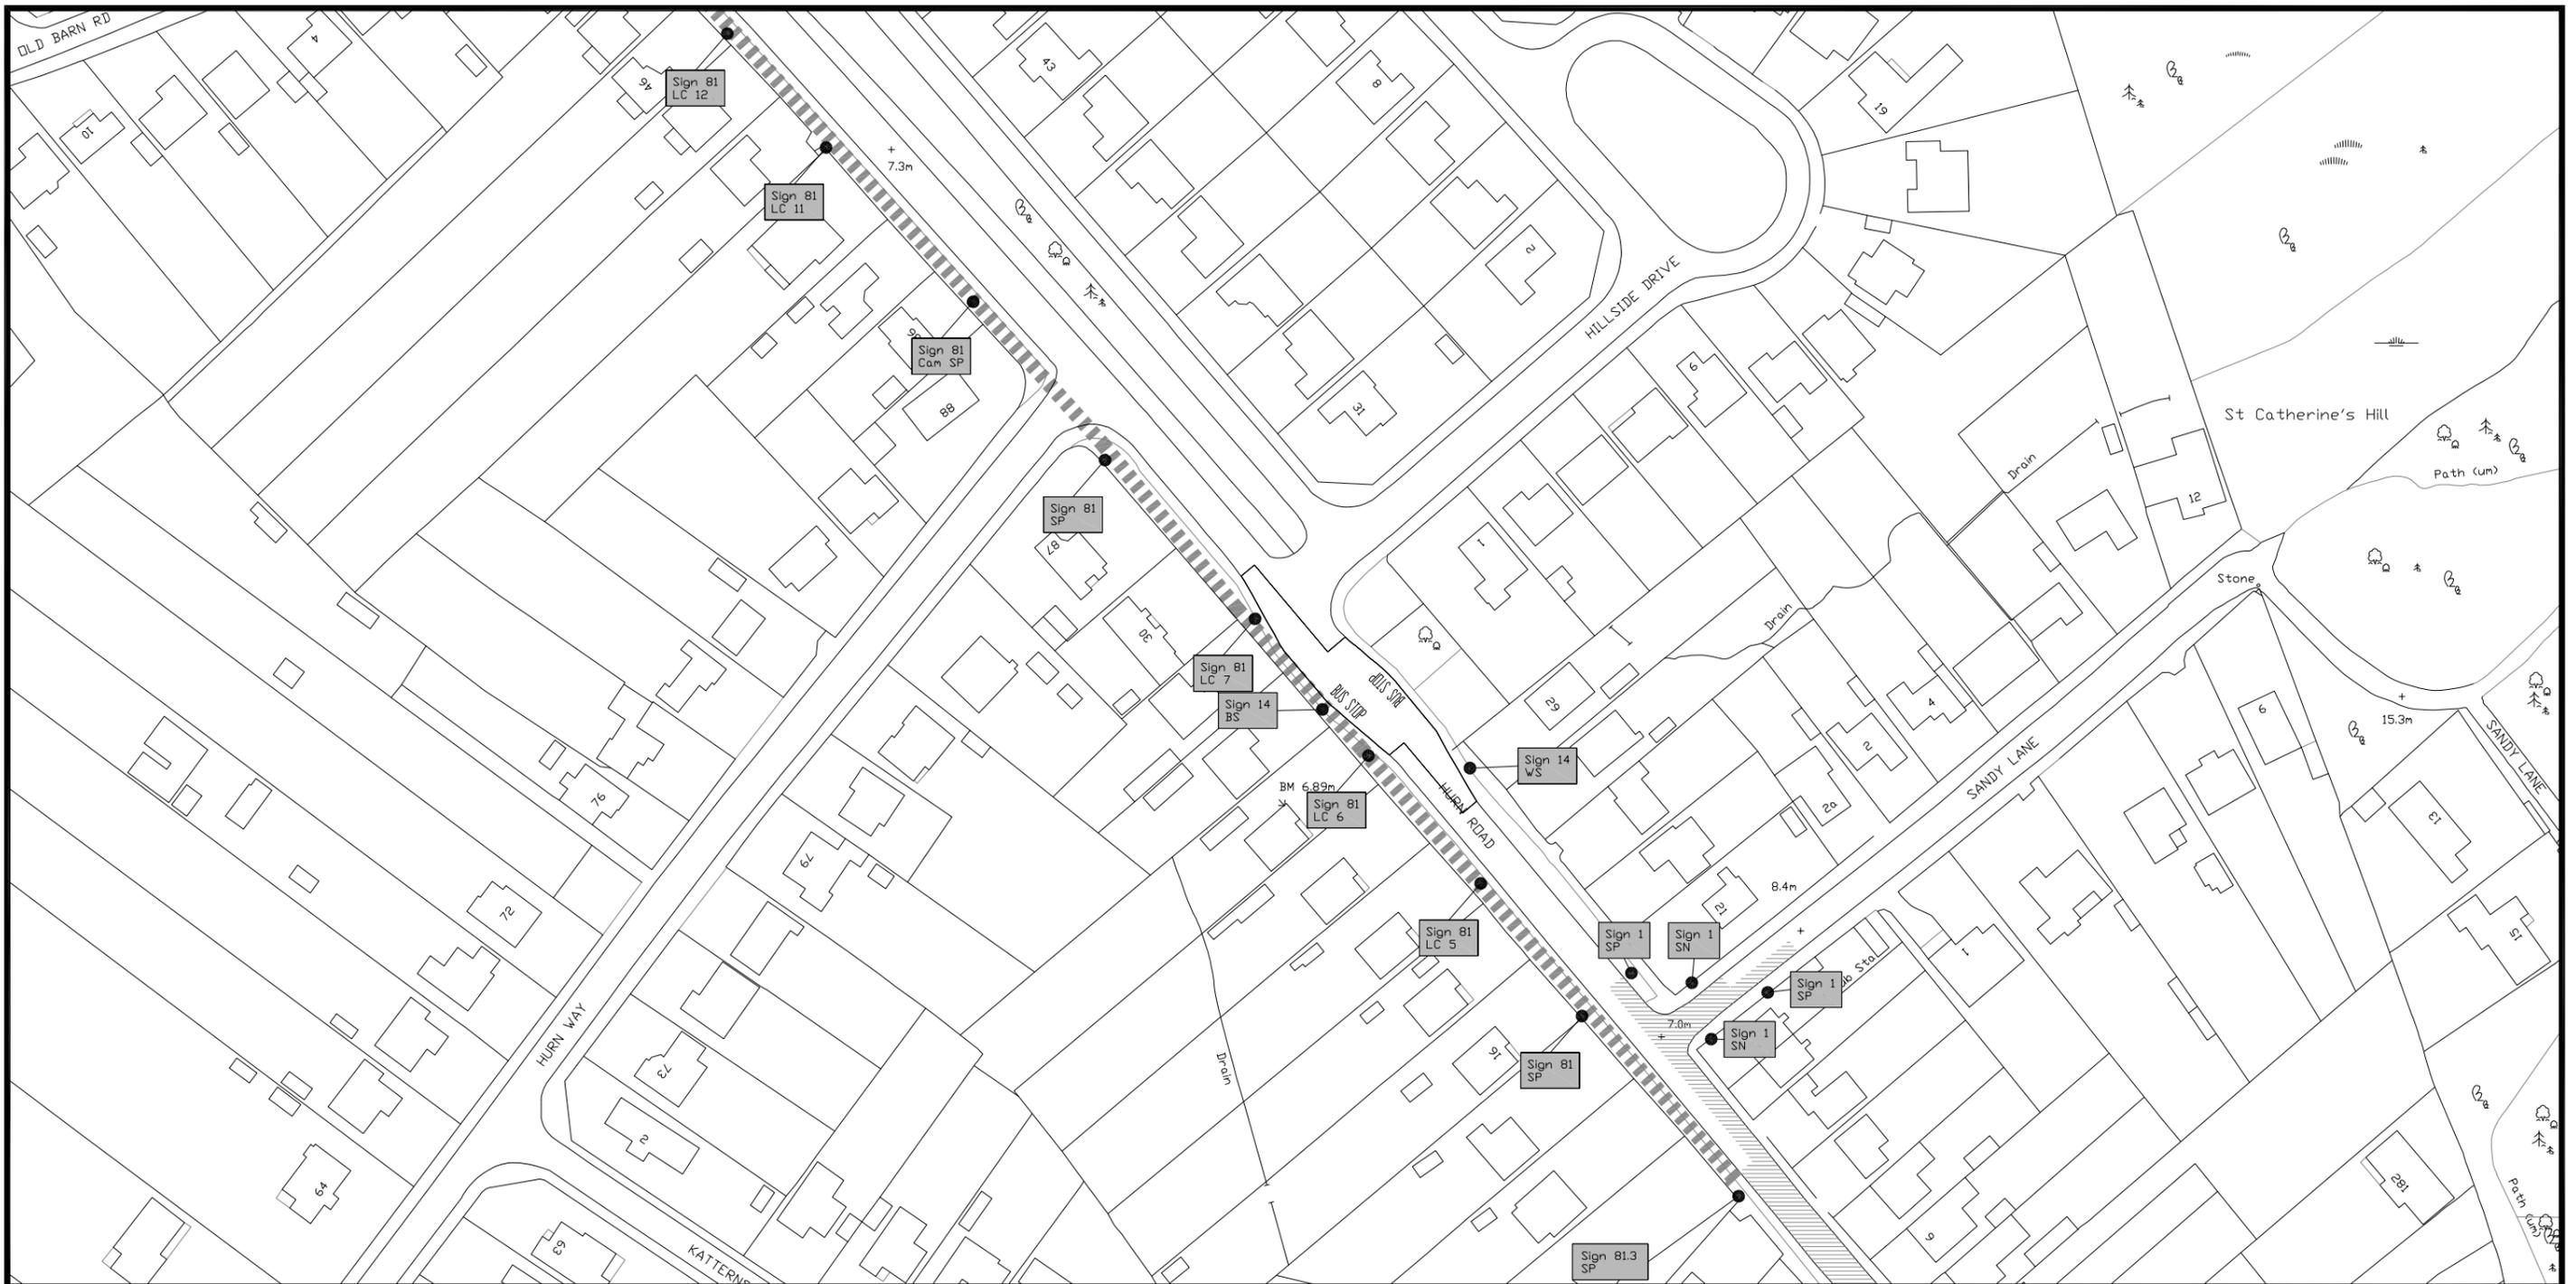 OLD BARN RD
4
43
8
19
10
46
Sign 81
LC 12
7.3m
Sign 81
LC 11
2
HILLSIDE DRIVE
Sign 81
Cam SP
88
31
6
St Catherine's Hill
Path (um)
Drain
12
Sign 81
SP
87
1
Stone
30
Drain
Sign 81
LC 7
Sign 14
BS
BUS STOP
BUS STOP
29
4
2
6
15.3m
SANDY LANE
SANDY LANE
Sign 14
WS
BM 6.89m
Sign 81
LC 6
HURN ROAD
2a
13
76
79
72
8.4m
21
Sign 81
LC 5
Sign 1
SP
Sign 1
SN
1
15
Sign 1
SP
b Sta
7.0m
Sign 1
SN
HURN WAY
73
Drain
16
Sign 81
SP
2
64
281
63
9
KATTERNS
Sign 81.3
SP
Path (um)